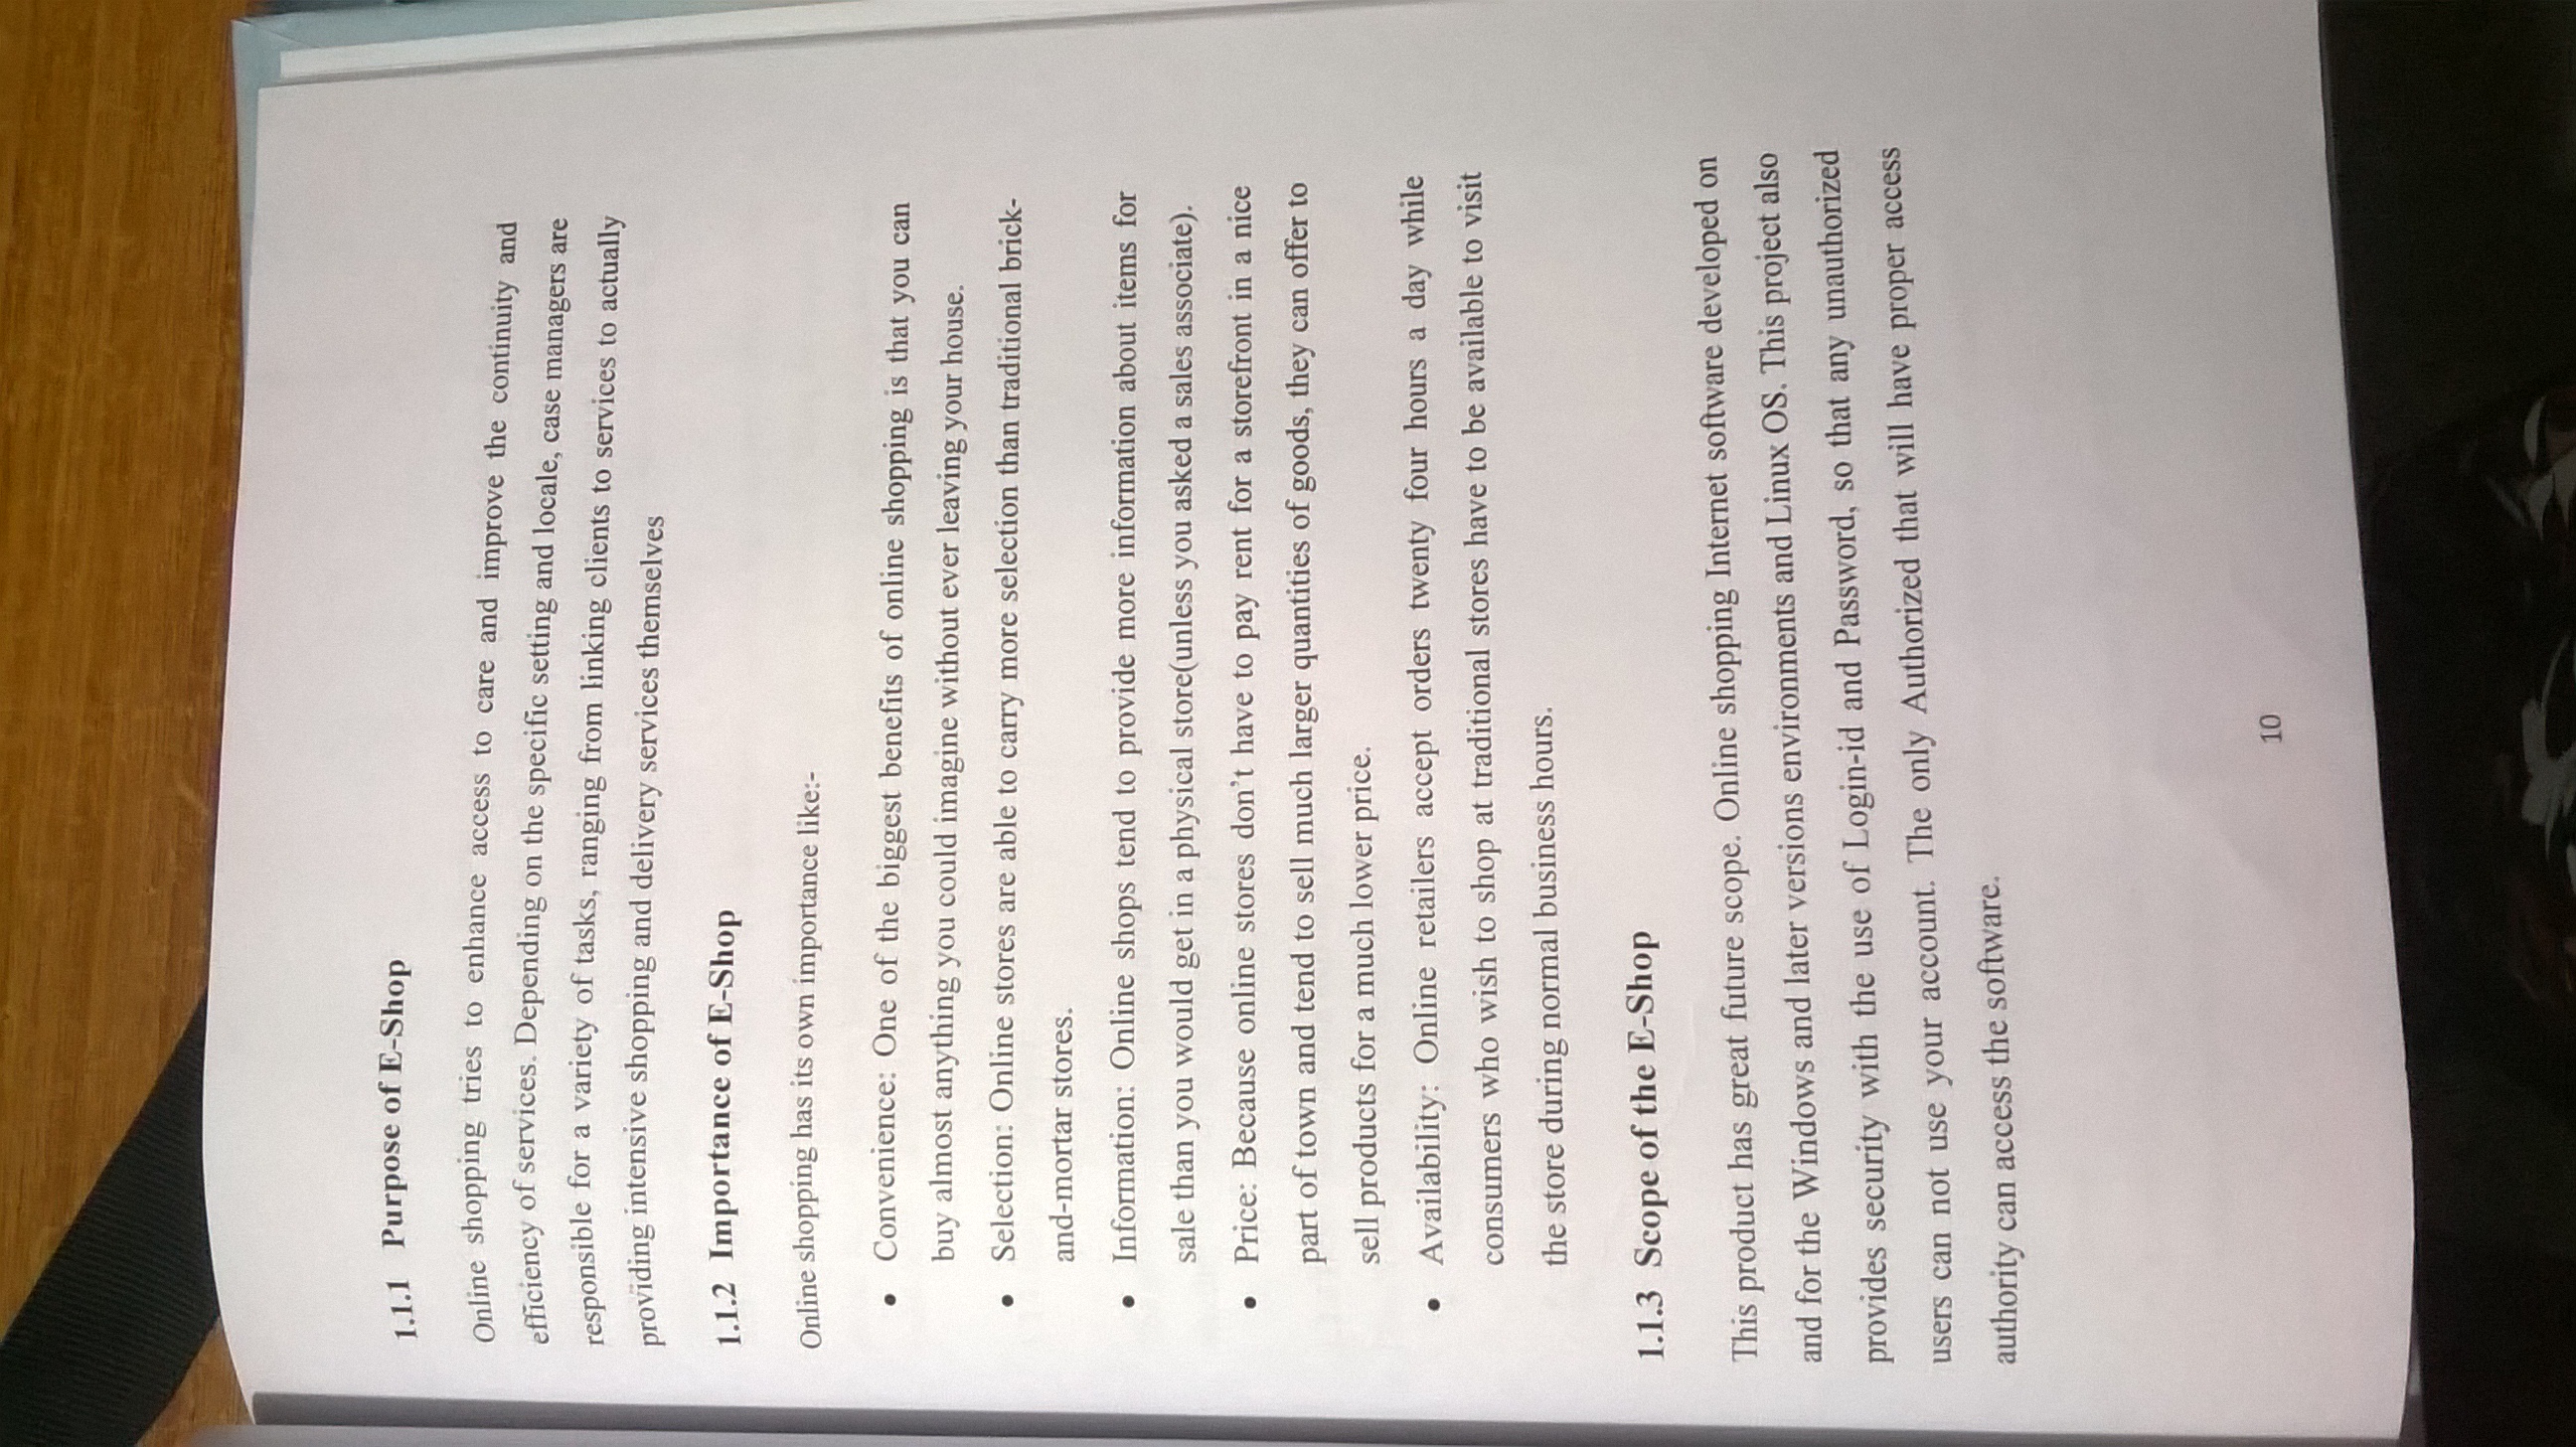 1.1.1 Purpose of E-Shop
Online shopping tries to enhance access to care and improve the continuity and
efficiency of services. Depending on the specific setting and locale, case managers are
responsible for a variety of tasks, ranging from linking clients to services to actually
providing intensive shopping and delivery services themselves
1.1.2 Importance of E-Shop
Online shopping has its own importance like:-
• Convenience: One of the biggest benefits of online shopping is that you can
buy almost anything you could imagine without ever leaving your house.
• Selection: Online stores are able to carry more selection than traditional brick-
and-mortar stores.
• Information: Online shops tend to provide more information about items for
sale than you would get in a physical store(unless you asked a sales associate).
• Price: Because online stores don't have to pay rent for a storefront in a nice
part of town and tend to sell much larger quantities of goods, they can offer to
sell products for a much lower price.
• Availability: Online retailers accept orders twenty four hours a day while
consumers who wish to shop at traditional stores have to be available to visit
the store during normal business hours.
1.1.3 Scope of the E-Shop
This product has great future scope. Online shopping Internet software developed on
and for the Windows and later versions environments and Linux OS. This project also
provides security with the use of Login-id and Password, so that any unauthorized
users can not use your account. The only Authorized that will have proper access
authority can access the software.
10